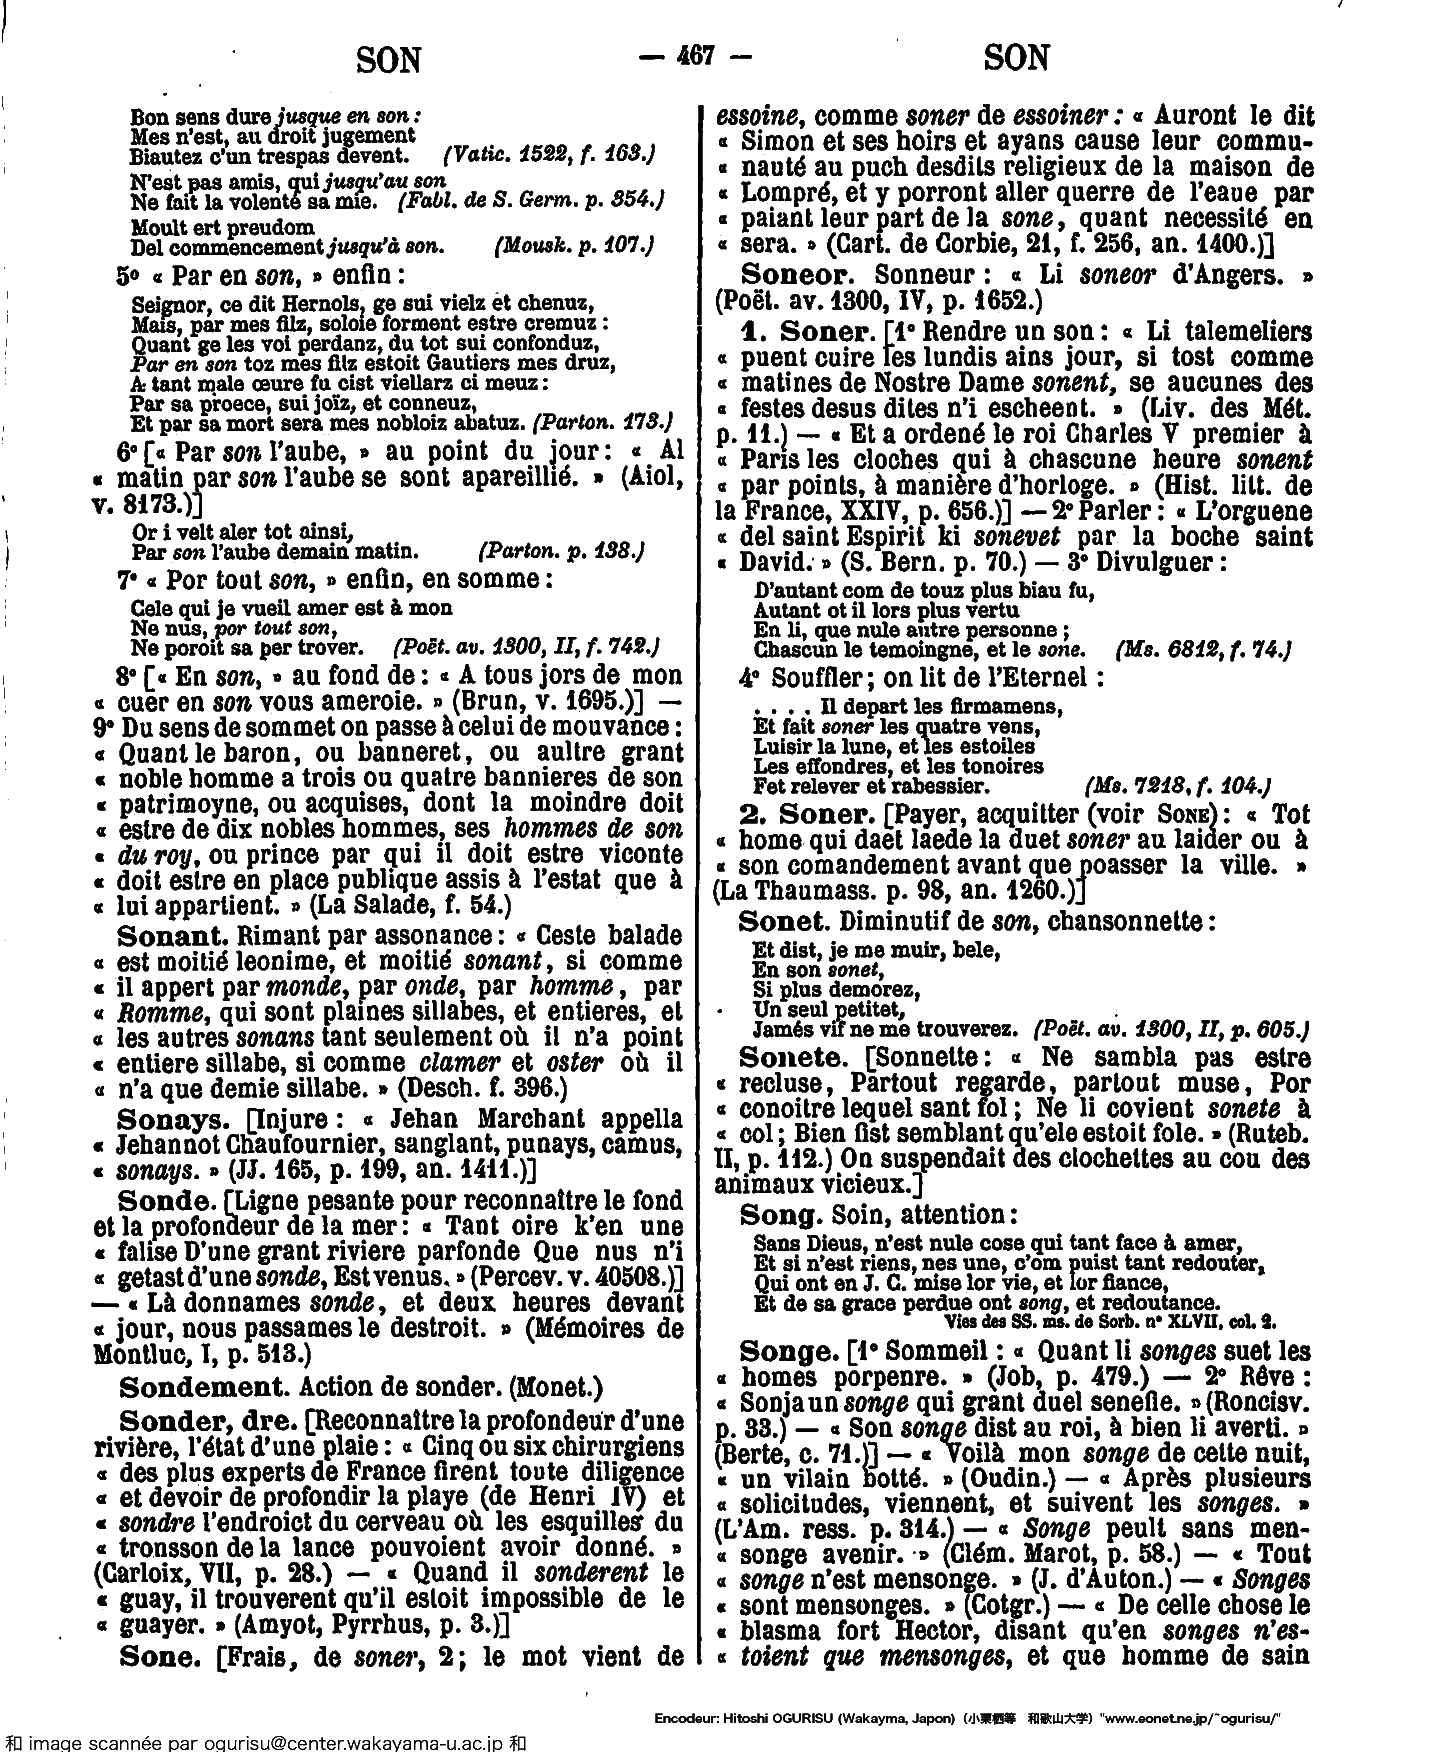 SON
— 467 —
SON
Bon sens dure jusque en son :
Mes n'est, au droit jugement
Biautez c'un trespas devent. (Vatic. 1522, f. 163.)
N'est pas amis, qui jusqu'au son
Ne fait la volenté sa mie. (Fabl. de S. Germ. p. 354.)
Moult ert preudom
Del commencement jusqu'à son. (Mousk. p. 107.)
5o « Par en son, » enfin :
Seignor, ce dit Hernols, ge sui vielz et chenuz,
Mais, par mes filz, soloie forment estre cremuz :
Quant ge les voi perdanz, du tot sui confonduz,
Par en son toz mes filz estoit Gautiers mes druz,
A tant male œure fu cist viellarz ci meuz :
Par sa proece, sui joïz, et conneuz,
Et par sa mort sera mes nobloiz abatuz. (Parton. 173.)
6° [« Par son l'aube, » au point du jour : « Al
« matin par son l'aube se sont apareillié. » (Aiol,
v. 8173.)]
Or i velt aler tot ainsi,
Par son l'aube demain matin. (Parton. p. 138.)
7° « Por tout son, » enfin, en somme :
Cele qui je vueil amer est à mon
Ne nus, por tout son,
Ne poroit sa per trover. (Poët. av. 1300, II, f. 742.)
8° [« En son, » au fond de : « A tous jors de mon
« cuer en son vous ameroie. » (Brun, v. 1695.)] —
9° Du sens de sommet on passe à celui de mouvance :
« Quant le baron, ou banneret, ou aultre grant
« noble homme a trois ou quatre bannieres de son
« patrimoyne, ou acquises, dont la moindre doit
« estre de dix nobles hommes, ses hommes de son
« du roy, ou prince par qui il doit estre viconte
« doit estre en place publique assis à l'estat que à
« lui appartient. » (La Salade, f. 54.)
Sonant. Rimant par assonance : « Ceste balade
« est moitié leonime, et moitié sonant, si comme
« il appert par monde, par onde, par homme, par
« Romme, qui sont plaines sillabes, et entieres, et
« les autres sonans tant seulement où il n'a point
« entiere sillabe, si comme clamer et oster où il
« n'a que demie sillabe. » (Desch. f. 396.)
Sonays. [Injure : « Jehan Marchant appella
« Jehannot Chaufournier, sanglant, punays, camus,
« sonays. » (JJ. 165, p. 199, an. 1411.)]
Sonde. [Ligne pesante pour reconnaître le fond
et la profondeur de la mer : « Tant oire k'en une
« falise D'une grant riviere parfonde Que nus n'i
« getast d'une sonde, Est venus. » (Percev. v. 40508.)]
— « Là donnames sonde, et deux heures devant
« jour, nous passames le destroit. » (Mémoires de
Montluc, I, p. 513.)
Sondement. Action de sonder. (Monet.)
Sonder, dre. [Reconnaître la profondeur d'une
rivière, l'état d'une plaie : « Cinq ou six chirurgiens
« des plus experts de France firent toute diligence
« et devoir de profondir la playe (de Henri IV) et
« sondre l'endroict du cerveau où les esquilles du
« tronsson de la lance pouvoient avoir donné. »
(Carloix, VII, p. 28.) — « Quand il sonderent le
« guay, il trouverent qu'il estoit impossible de le
« guayer. » (Amyot, Pyrrhus, p. 3.)]
Sone. [Frais, de soner, 2 ; le mot vient de
essoine, comme soner de essoiner : « Auront le dit
« Simon et ses hoirs et ayans cause leur commu-
« nauté au puch desdits religieux de la maison de
« Lompré, et y porront aller querre de l'eaue par
« paiant leur part de la sone, quant necessité en
« sera. » (Cart. de Corbie, 21, f. 256, an. 1400.)]
Soneor. Sonneur : « Li soneor d'Angers. »
(Poët. av. 1300, IV, p. 1652.)
1. Soner. [1° Rendre un son : « Li talemeliers
« puent cuire les lundis ains jour, si tost comme
« matines de Nostre Dame sonent, se aucunes des
« festes desus dites n'i escheent. » (Liv. des Mét.
p. 11.) — « Et a ordené le roi Charles V premier à
« Paris les cloches qui à chascune heure sonent
« par points, à manière d'horloge. » (Hist. litt. de
la France, XXIV, p. 656.)] — 2° Parler : « L'orguene
« del saint Espirit ki sonevet par la boche saint
« David. » (S. Bern. p. 70.) — 3° Divulguer :
D'autant com de touz plus biau fu,
Autant ot il lors plus vertu
En li, que nule autre personne ;
Chascun le temoingne, et le sone. (Ms. 6812, f. 74.)
4° Souffler ; on lit de l'Eternel :
. . . . Il depart les firmamens,
Et fait soner les quatre vens,
Luisir la lune, et les estoiles
Les effondres, et les tonoires
Fet relever et rabessier. (Ms. 7218, f. 104.)
2. Soner. [Payer, acquitter (voir SONE) : « Tot
« home qui daet laede la duet soner au laider ou à
« son comandement avant que poasser la ville. »
(La Thaumass. p. 98, an. 1260.)]
Sonet. Diminutif de son, chansonnette :
Et dist, je me muir, bele,
En son sonet,
Si plus demorez,
Un seul petitet,
Jamés vif ne me trouverez. (Poët. av. 1300, II, p. 605.)
Sonete. [Sonnette : « Ne sambla pas estre
« recluse, Partout regarde, partout muse, Por
« conoitre lequel sant fol ; Ne li covient sonete à
« col ; Bien fist semblant qu'ele estoit fole. » (Ruteb.
II, p. 112.) On suspendait des clochettes au cou des
animaux vicieux.]
Song. Soin, attention :
Sans Dieus, n'est nule cose qui tant face à amer,
Et si n'est riens, nes une, c'om puist tant redouter,
Qui ont en J. C. mise lor vie, et lor fiance,
Et de sa grace perdue ont song, et redoutance.
Vies des SS. ms. de Sorb. n° XLVII, col. 2.
Songe. [1° Sommeil : « Quant li songes suet les
« homes porpenre. » (Job, p. 479.) — 2° Rêve :
« Sonja un songe qui grant duel senefie. » (Roncisv.
p. 33.) — « Son songe dist au roi, à bien li averti. »
(Berte, c. 71.)] — « Voilà mon songe de cette nuit,
« un vilain botté. » (Oudin.) — « Après plusieurs
« solicitudes, viennent, et suivent les songes. »
(L'Am. ress. p. 314.) — « Songe peult sans men-
« songe avenir. » (Clém. Marot, p. 58.) — « Tout
« songe n'est mensonge. » (J. d'Auton.) — « Songes
« sont mensonges. » (Cotgr.) — « De celle chose le
« blasma fort Hector, disant qu'en songes n'es-
« toient que mensonges, et que homme de sain
Encodeur: Hitoshi OGURISU (Wakayma, Japon) (小栗栖等 和歌山大学) "www.eonet.ne.jp/~ogurisu/"
和 image scannée par ogurisu@center.wakayama-u.ac.jp 和